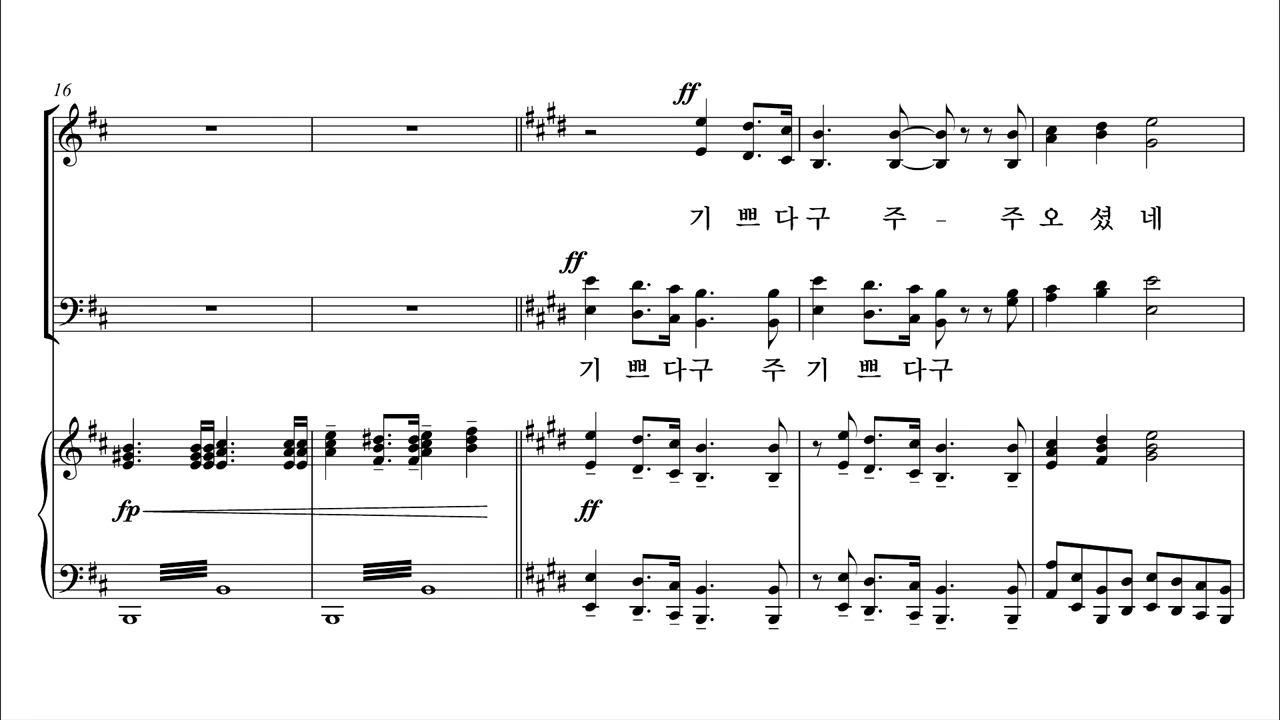 16
ff
기 쁘 다 구 주 - 주 오 셨 네
ff
기 쁘 다 구 주 기 쁘 다 구
fp ff